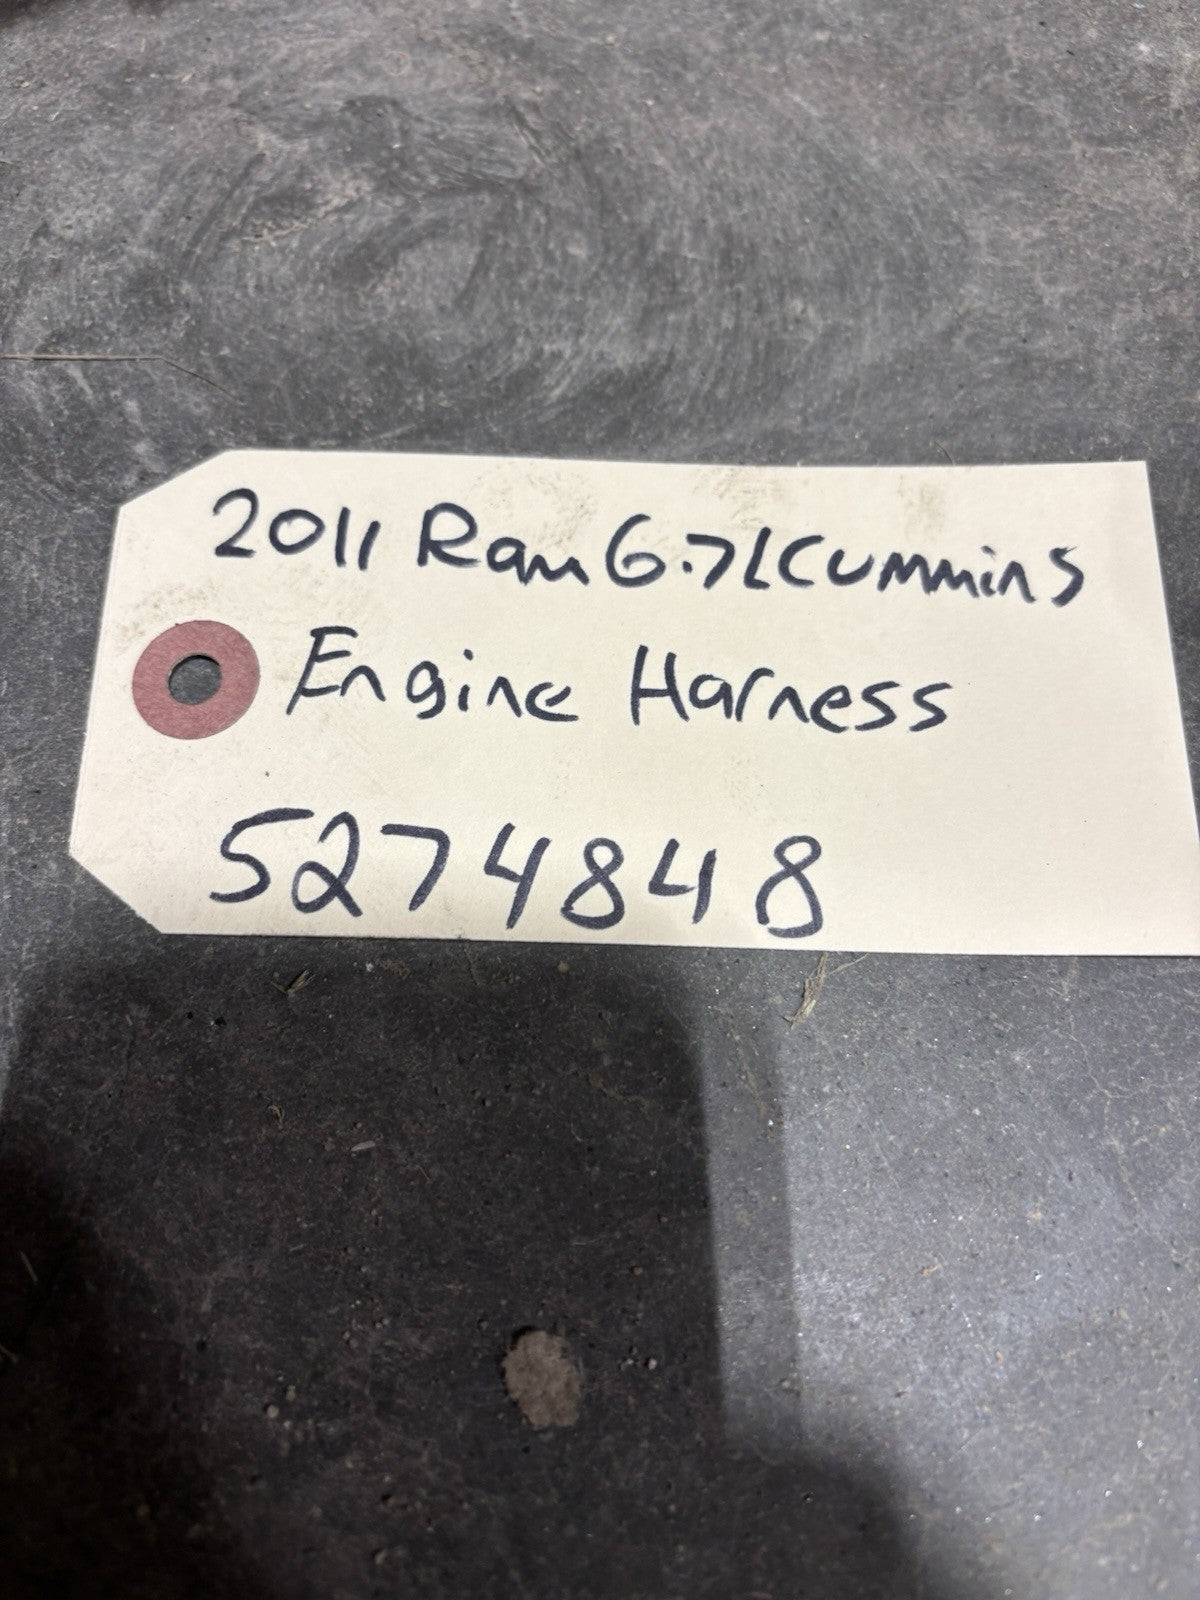 2011 Ram 6.7L Cummins
Engine Harness
5274848